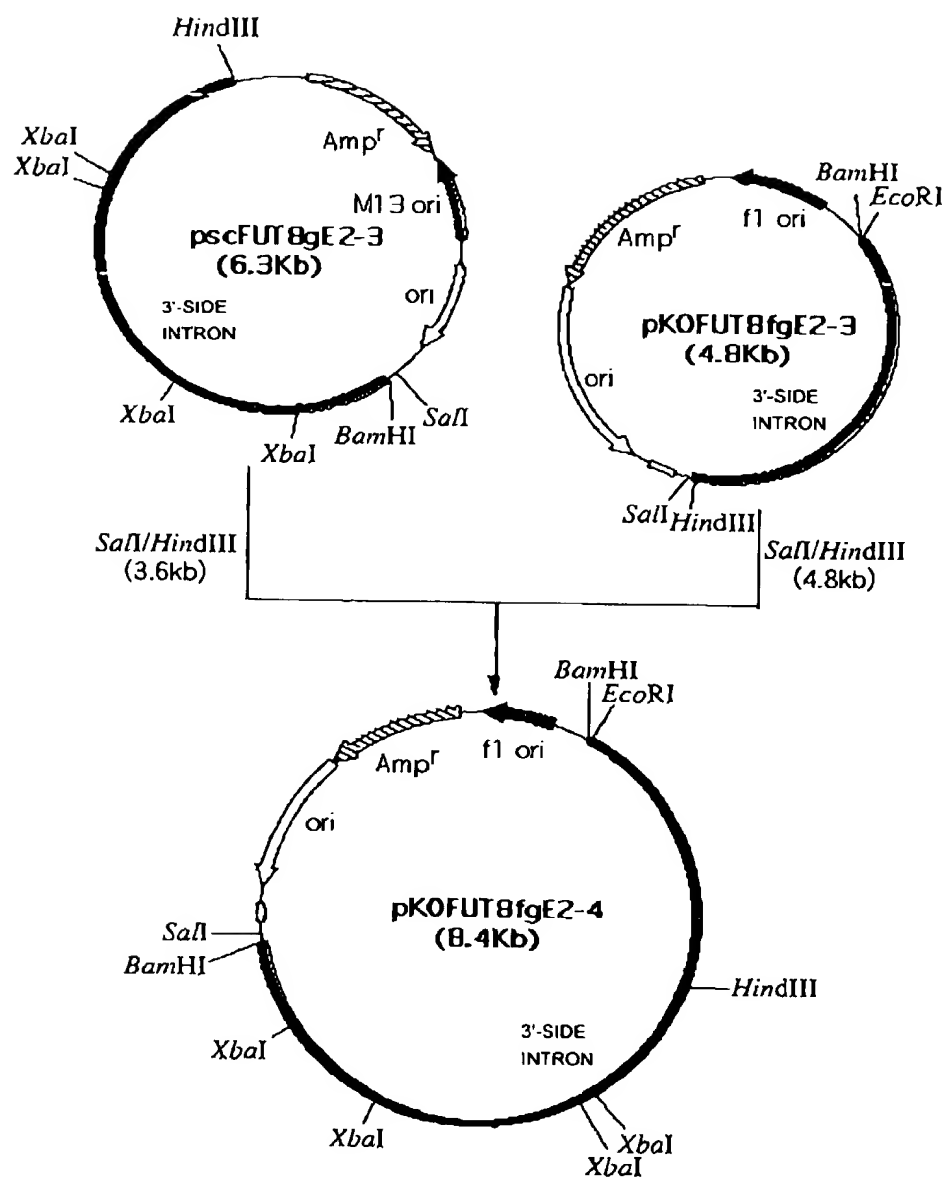 HindIII
XbaI
XbaI
Ampr
M13 ori
pscFUT8gE2-3
(6.3Kb)
ori
3'-SIDE
INTRON
XbaI
XbaI
BamHI
SalI
BamHI
EcoRI
f1 ori
Ampr
pKOFUT8fgE2-3
(4.8Kb)
ori
3'-SIDE
INTRON
SalI
HindIII
SalI/HindIII
(3.6kb)
SalI/HindIII
(4.8kb)
BamHI
EcoRI
f1 ori
Ampr
ori
pKOFUT8fgE2-4
(8.4Kb)
SalI
BamHI
HindIII
3'-SIDE
INTRON
XbaI
XbaI
XbaI
XbaI